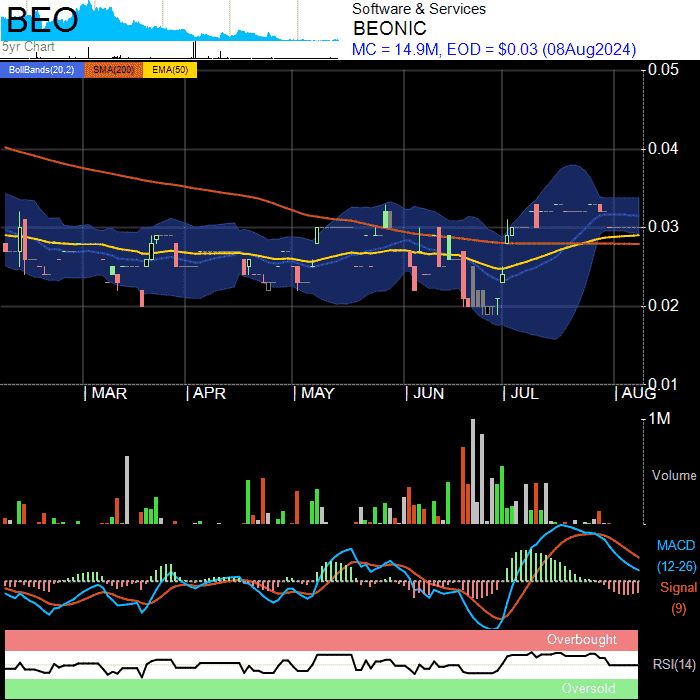 BEO
5yr Chart
Software & Services
BEONIC
MC = 14.9M, EOD = $0.03 (08Aug2024)
BollBands(20,2) SMA(200) EMA(50)
0.05
0.04
0.03
0.02
0.01
| MAR | APR | MAY | JUN | JUL | AUG
1M
Volume
MACD
(12-26)
Signal
(9)
Overbought
RSI(14)
Oversold